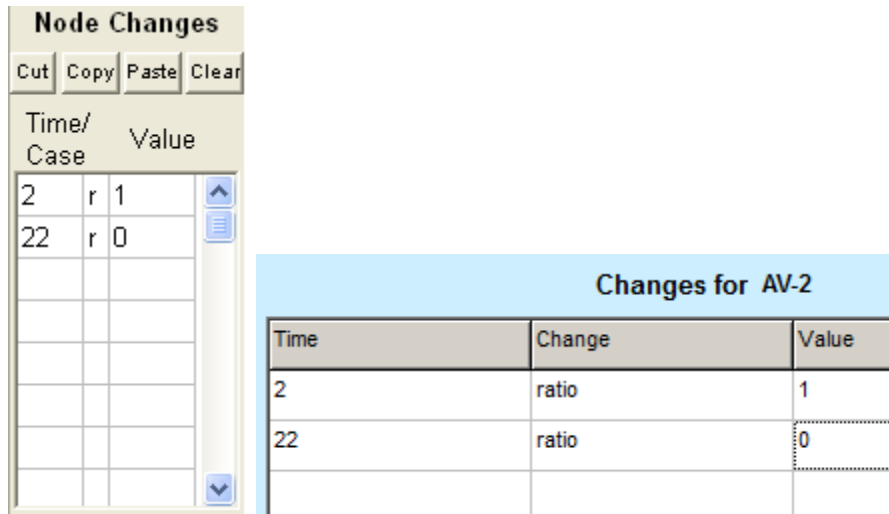 Node Changes
Cut Copy Paste Clear
Time/ Case Value
2 r 1
22 r 0
Changes for AV-2
Time Change Value
2 ratio 1
22 ratio 0